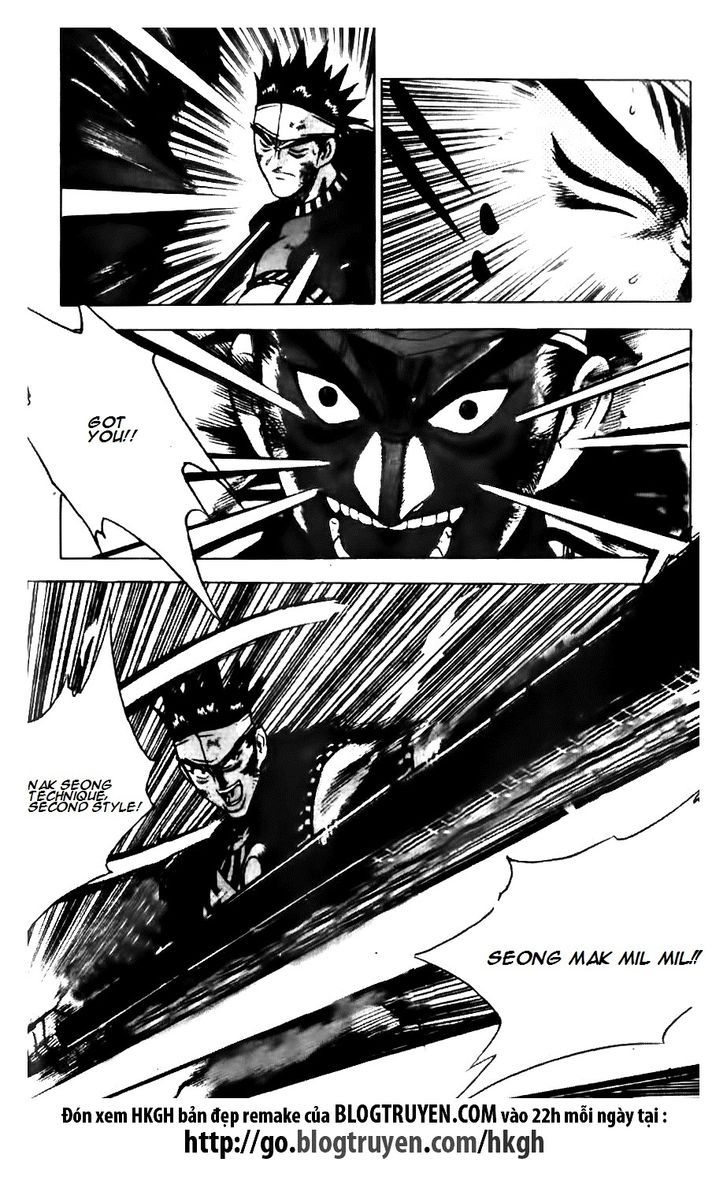 GOT
YOU!!
NAK SEONG
TECHNIQUE,
SECOND STYLE!
SEONG MAK MIL MIL!!
Đón xem HKGH bản đẹp remake của BLOGTRUYEN.COM vào 22h mỗi ngày tại :
http://go.blogtruyen.com/hkgh